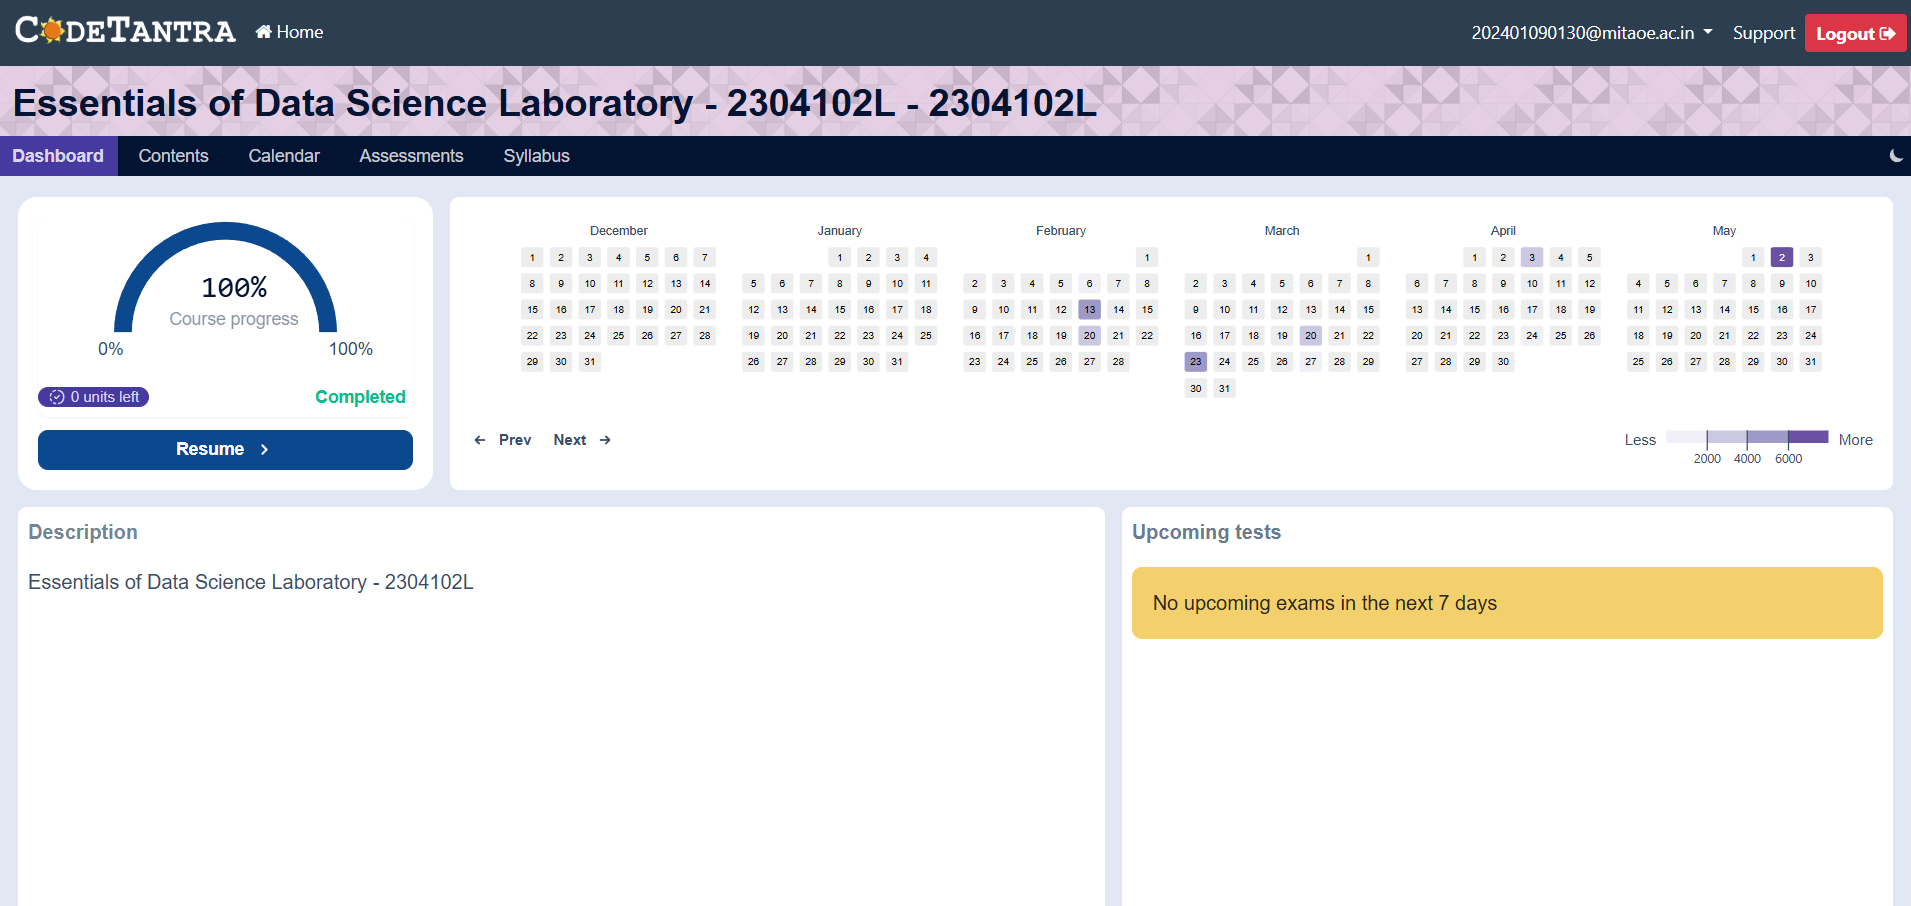 CODETANTRA Home 202401090130@mitaoe.ac.in Support Logout
Essentials of Data Science Laboratory - 2304102L - 2304102L
Dashboard Contents Calendar Assessments Syllabus
100%
Course progress
0% 100%
0 units left Completed
Resume
December January February March April May
1 2 3 4 5 6 7 1 2 3 4 1 1 1 2 3 4 5 1 2 3
8 9 10 11 12 13 14 5 6 7 8 9 10 11 2 3 4 5 6 7 8 2 3 4 5 6 7 8 6 7 8 9 10 11 12 4 5 6 7 8 9 10
15 16 17 18 19 20 21 12 13 14 15 16 17 18 9 10 11 12 13 14 15 9 10 11 12 13 14 15 13 14 15 16 17 18 19 11 12 13 14 15 16 17
22 23 24 25 26 27 28 19 20 21 22 23 24 25 16 17 18 19 20 21 22 16 17 18 19 20 21 22 20 21 22 23 24 25 26 18 19 20 21 22 23 24
29 30 31 26 27 28 29 30 31 23 24 25 26 27 28 23 24 25 26 27 28 29 27 28 29 30 25 26 27 28 29 30 31
30 31
Prev Next Less More
2000 4000 6000
Description
Essentials of Data Science Laboratory - 2304102L
Upcoming tests
No upcoming exams in the next 7 days